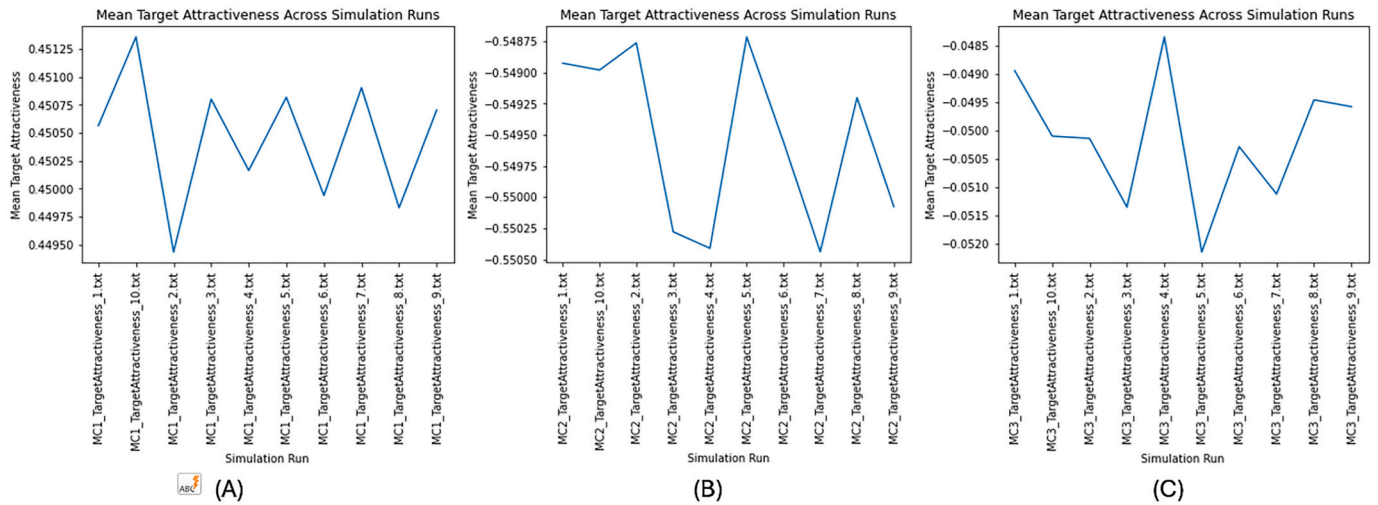 Mean Target Attractiveness Across Simulation Runs
Mean Target Attractiveness
0.45125
0.45100
0.45075
0.45050
0.45025
0.45000
0.44975
0.44950
MC1_TargetAttractiveness_1.txt
MC1_TargetAttractiveness_10.txt
MC1_TargetAttractiveness_2.txt
MC1_TargetAttractiveness_3.txt
MC1_TargetAttractiveness_4.txt
MC1_TargetAttractiveness_5.txt
MC1_TargetAttractiveness_6.txt
MC1_TargetAttractiveness_7.txt
MC1_TargetAttractiveness_8.txt
MC1_TargetAttractiveness_9.txt
Simulation Run
ABC
(A)
Mean Target Attractiveness Across Simulation Runs
Mean Target Attractiveness
−0.54875
−0.54900
−0.54925
−0.54950
−0.54975
−0.55000
−0.55025
−0.55050
MC2_TargetAttractiveness_1.txt
MC2_TargetAttractiveness_10.txt
MC2_TargetAttractiveness_2.txt
MC2_TargetAttractiveness_3.txt
MC2_TargetAttractiveness_4.txt
MC2_TargetAttractiveness_5.txt
MC2_TargetAttractiveness_6.txt
MC2_TargetAttractiveness_7.txt
MC2_TargetAttractiveness_8.txt
MC2_TargetAttractiveness_9.txt
Simulation Run
(B)
Mean Target Attractiveness Across Simulation Runs
Mean Target Attractiveness
−0.0485
−0.0490
−0.0495
−0.0500
−0.0505
−0.0510
−0.0515
−0.0520
MC3_TargetAttractiveness_1.txt
MC3_TargetAttractiveness_10.txt
MC3_TargetAttractiveness_2.txt
MC3_TargetAttractiveness_3.txt
MC3_TargetAttractiveness_4.txt
MC3_TargetAttractiveness_5.txt
MC3_TargetAttractiveness_6.txt
MC3_TargetAttractiveness_7.txt
MC3_TargetAttractiveness_8.txt
MC3_TargetAttractiveness_9.txt
Simulation Run
(C)